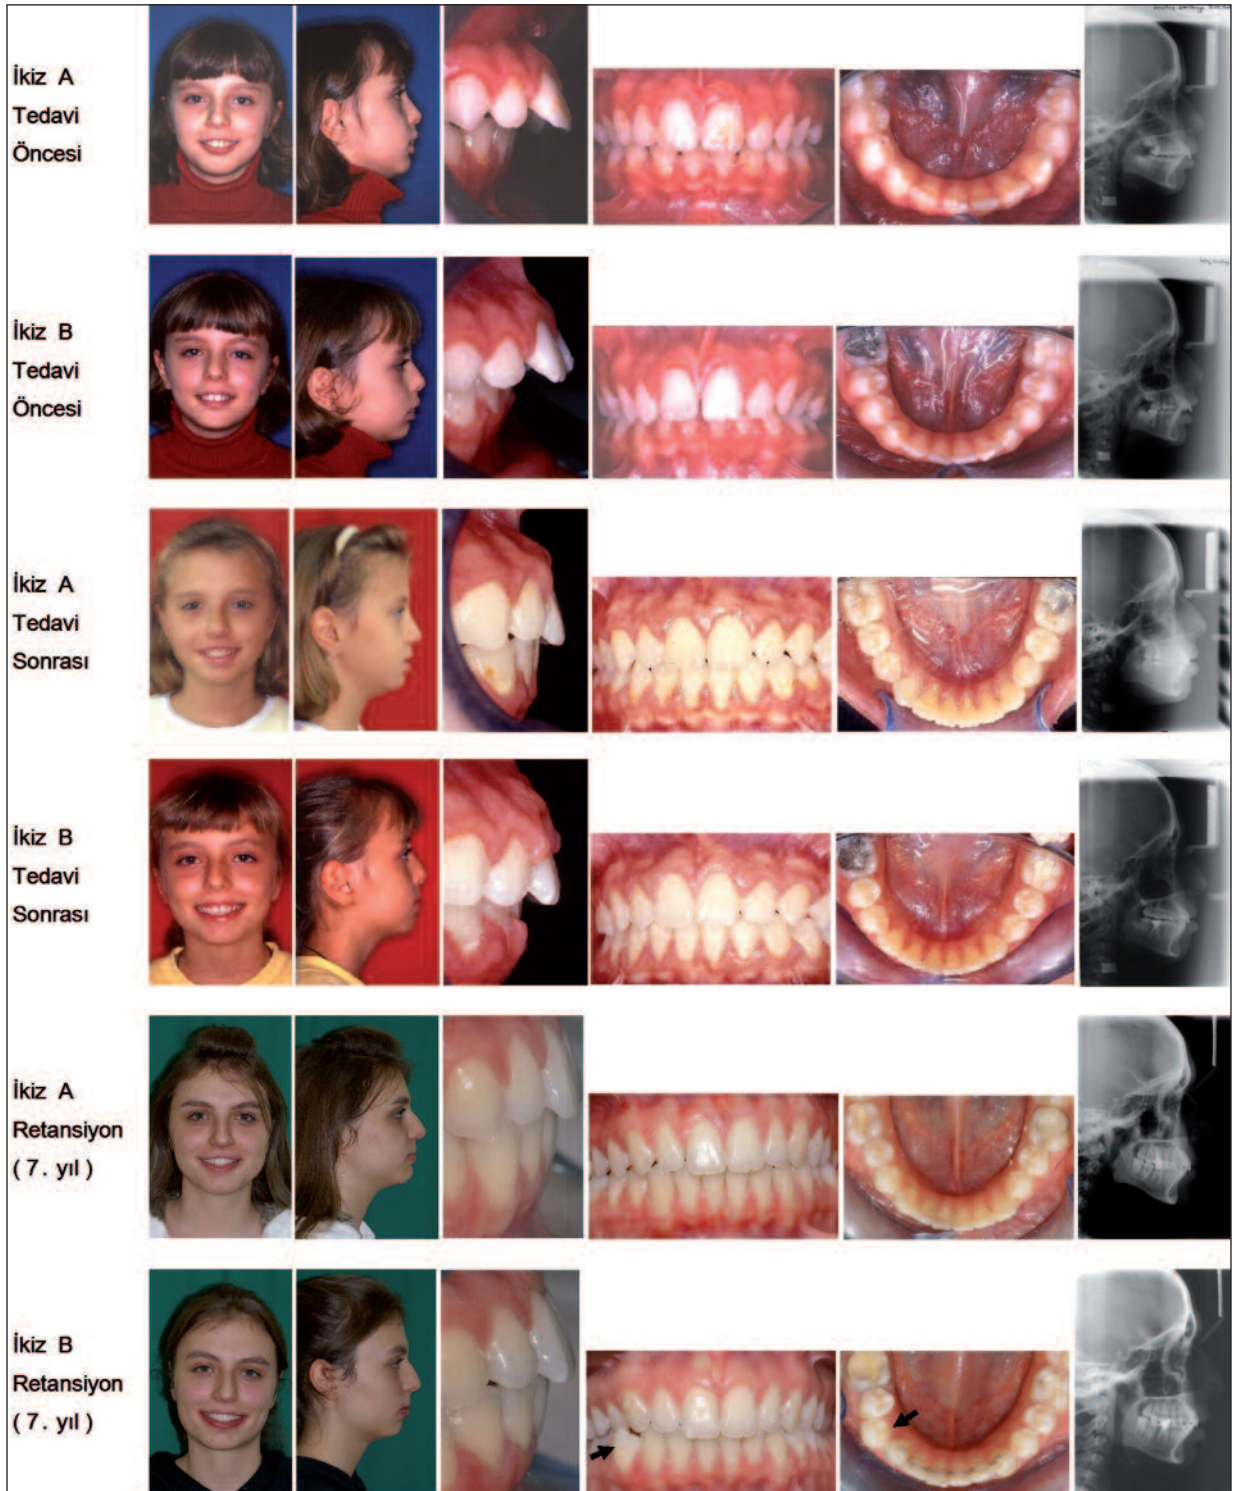 İkiz A
Tedavi
Öncesi
İkiz B
Tedavi
Öncesi
İkiz A
Tedavi
Sonrası
İkiz B
Tedavi
Sonrası
İkiz A
Retansiyon
( 7. yıl )
İkiz B
Retansiyon
( 7. yıl )